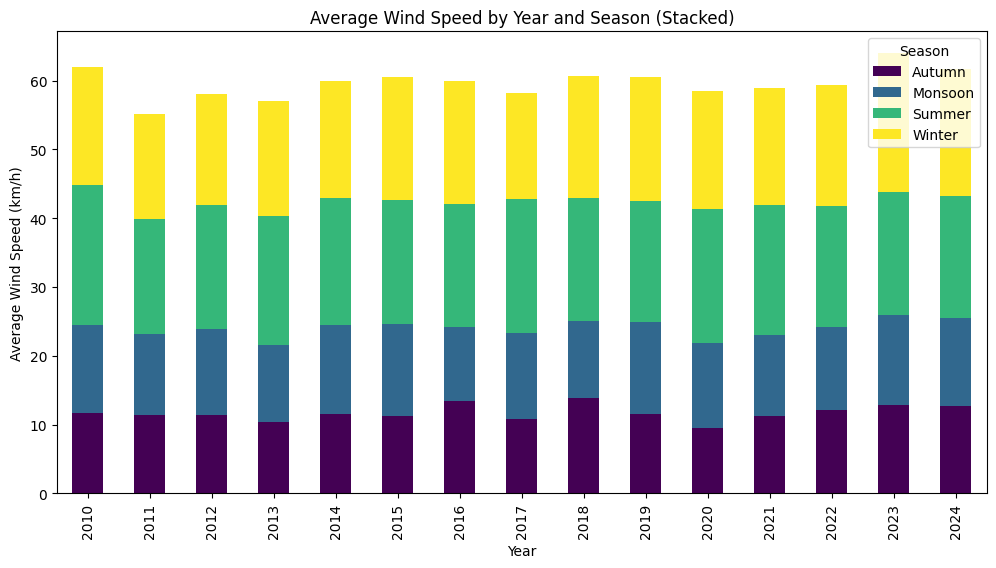 Average Wind Speed by Year and Season (Stacked)
Season
Autumn
Monsoon
Summer
Winter
Average Wind Speed (km/h)
60
50
40
30
20
10
0
2010 2011 2012 2013 2014 2015 2016 2017 2018 2019 2020 2021 2022 2023 2024
Year